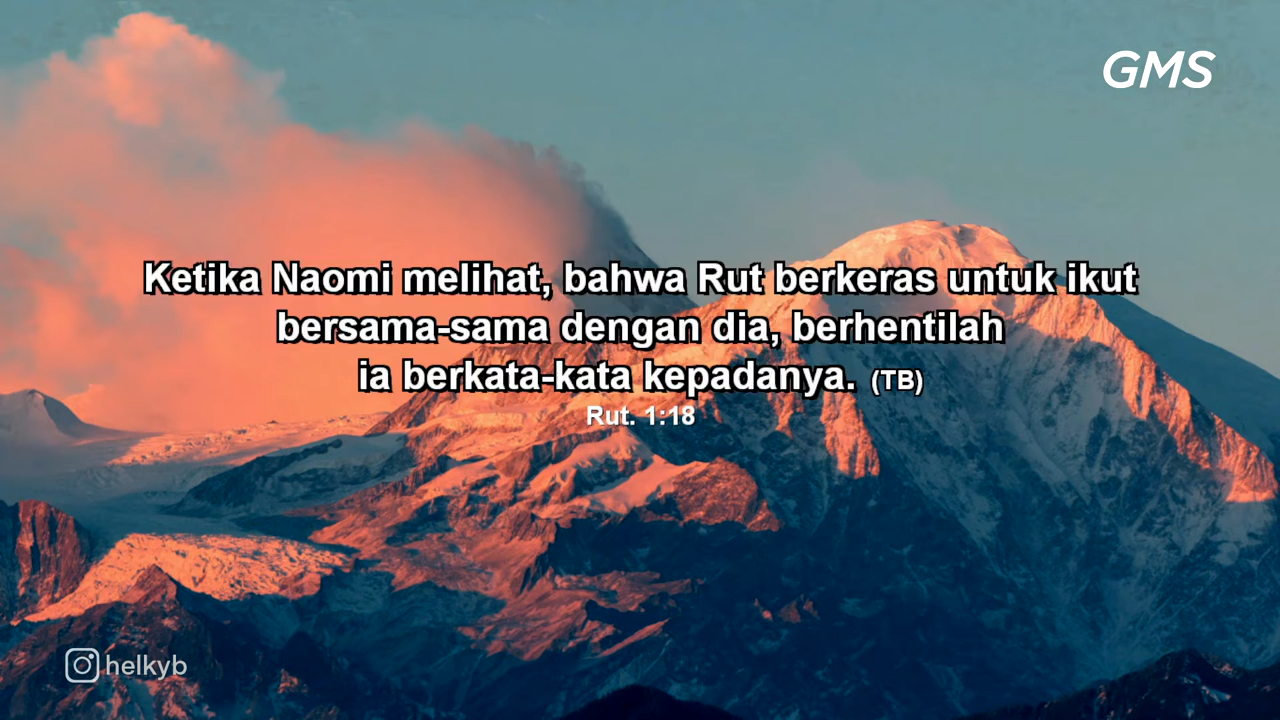 GMS
Ketika Naomi melihat, bahwa Rut berkeras untuk ikut
bersama-sama dengan dia, berhentilah
ia berkata-kata kepadanya. (TB)
Rut. 1:18
helkyb